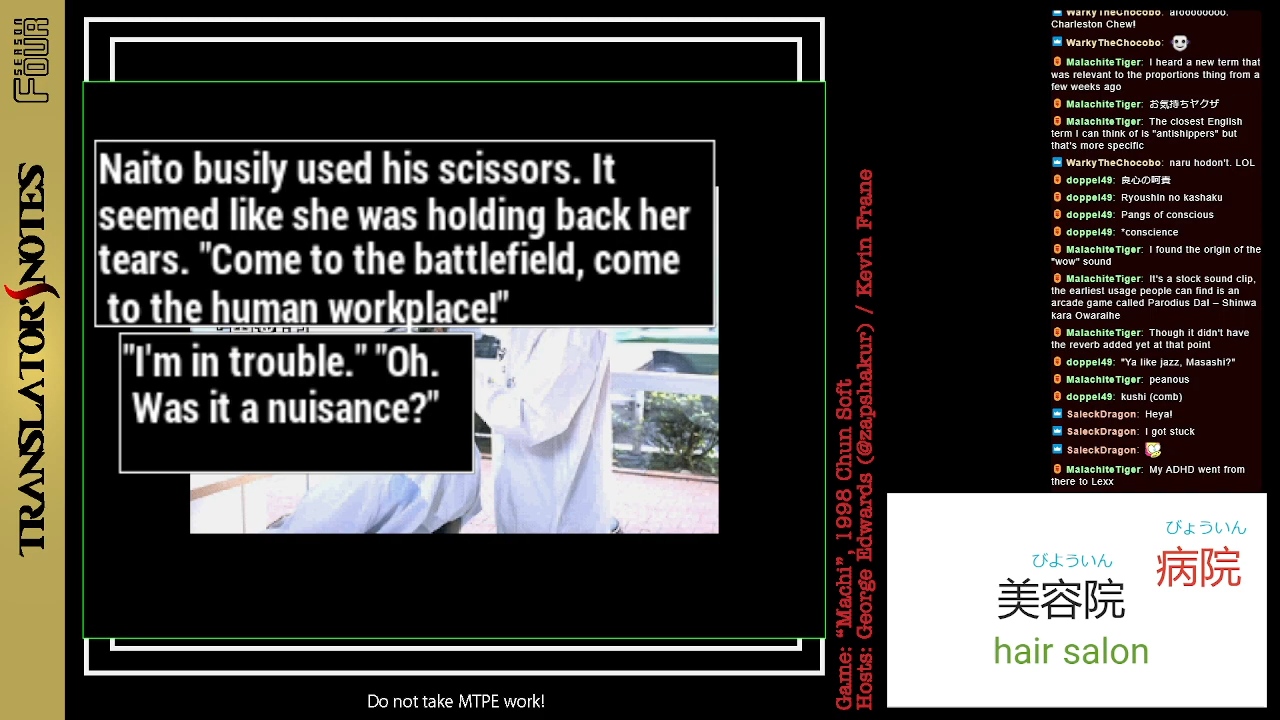 SEASON
FOUR
TRANSLATOR'S NOTES
Naito busily used his scissors. It
seemed like she was holding back her
tears. "Come to the battlefield, come
to the human workplace!"
"I'm in trouble." "Oh.
Was it a nuisance?"
Do not take MTPE work!
Game: “Machi”, 1998 Chun Soft
Hosts: George Edwards (@zapshakur) / Kevin Frane
WarkyTheChocobo: afoooooooo.
Charleston Chew!
WarkyTheChocobo:
MalachiteTiger: I heard a new term that
was relevant to the proportions thing from a
few weeks ago
MalachiteTiger: お気持ちヤクザ
MalachiteTiger: The closest English
term I can think of is "antishippers" but
that's more specific
WarkyTheChocobo: naru hodon't. LOL
doppel49: 良心の呵責
doppel49: ryoushin no kashaku
doppel49: pangs of conscious
doppel49: *conscience
MalachiteTiger: I found the origin of the
"wow" sound
MalachiteTiger: It's a stock sound clip,
the earliest usage people can find is an
arcade game called Parodius Da! – Shinwa
kara Owaraihe
MalachiteTiger: Though it didn't have
the reverb added yet at that point
doppel49: "Ya like jazz, Masashi?"
MalachiteTiger: peanous
doppel49: kushi (comb)
SaleckDragon: Heya!
SaleckDragon: I got stuck
SaleckDragon:
MalachiteTiger: My ADHD went from
there to Lexx
びょういん
病院
びよういん
美容院
hair salon